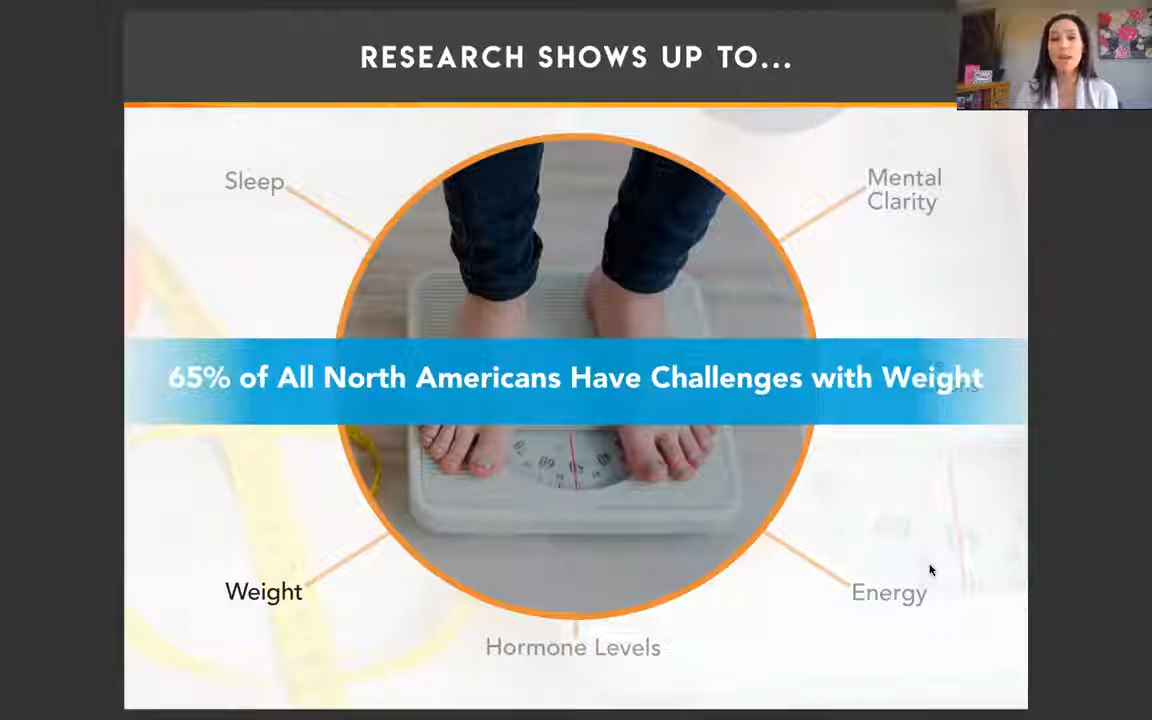 RESEARCH SHOWS UP TO...
Sleep
Mental
Clarity
65% of All North Americans Have Challenges with Weight
Weight
Energy
Hormone Levels